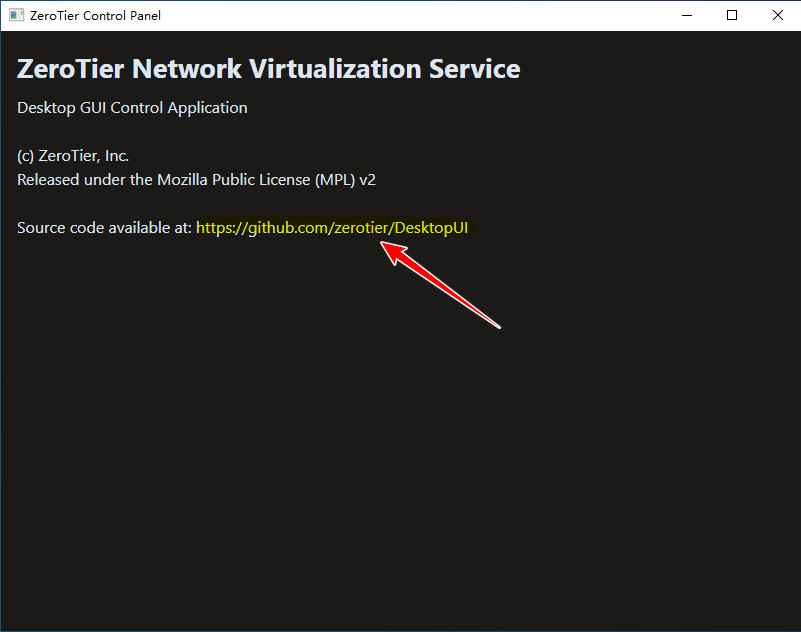 ZeroTier Control Panel
ZeroTier Network Virtualization Service
Desktop GUI Control Application
(c) ZeroTier, Inc.
Released under the Mozilla Public License (MPL) v2
Source code available at: https://github.com/zerotier/DesktopUI